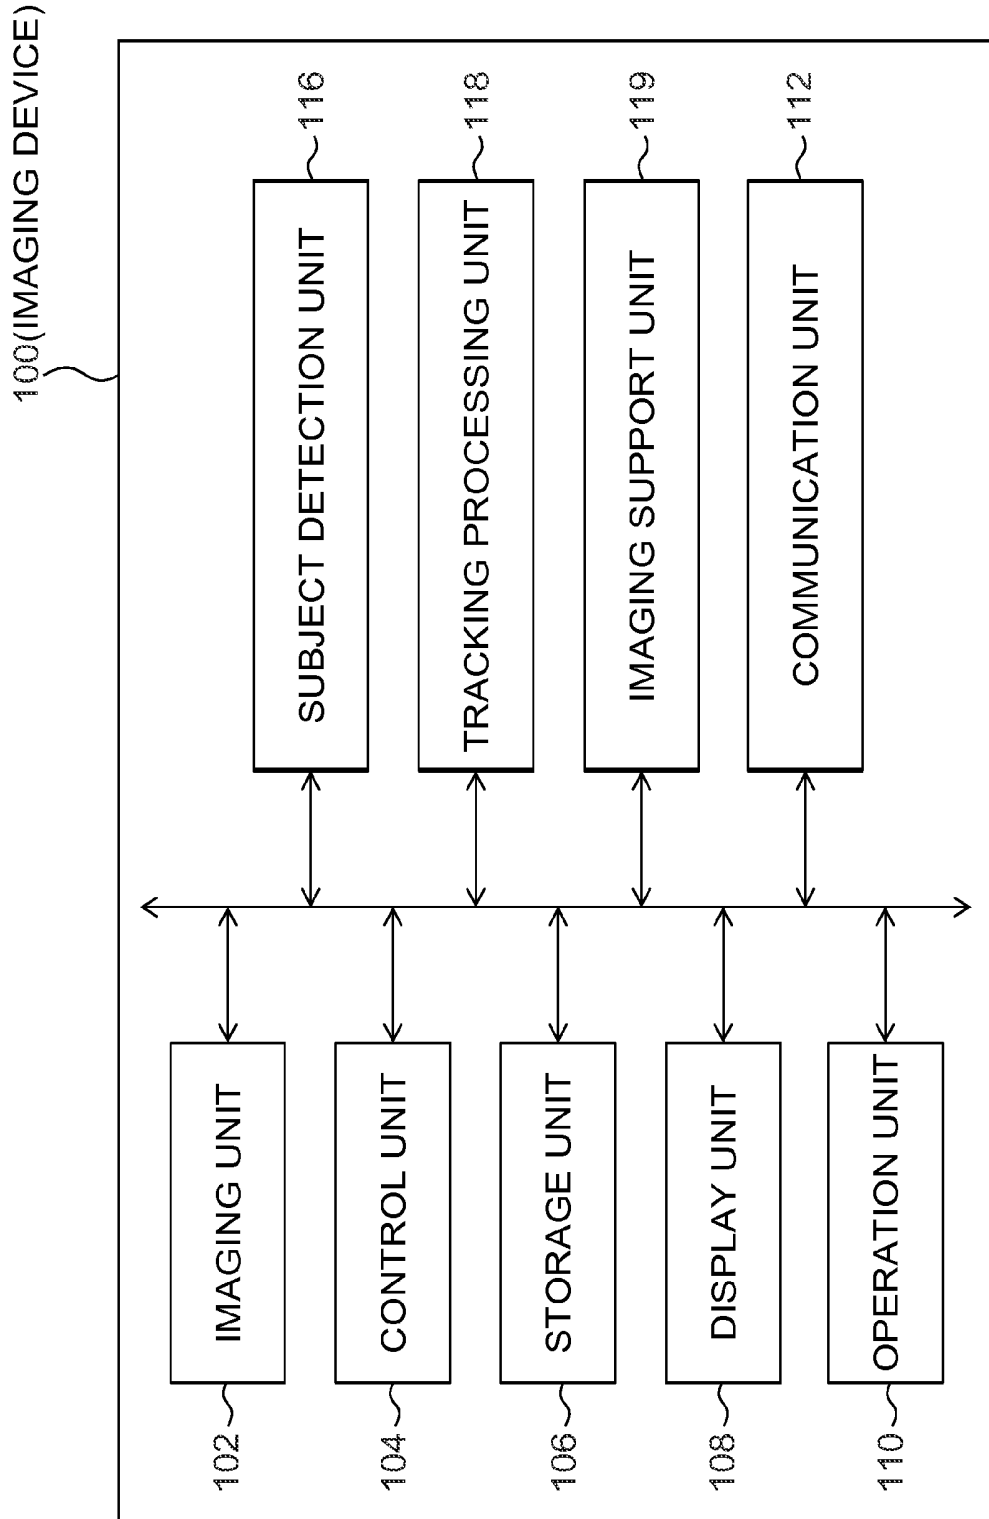 100(IMAGING DEVICE)
102
IMAGING UNIT
104
CONTROL UNIT
106
STORAGE UNIT
108
DISPLAY UNIT
110
OPERATION UNIT
SUBJECT DETECTION UNIT
116
TRACKING PROCESSING UNIT
118
IMAGING SUPPORT UNIT
119
COMMUNICATION UNIT
112